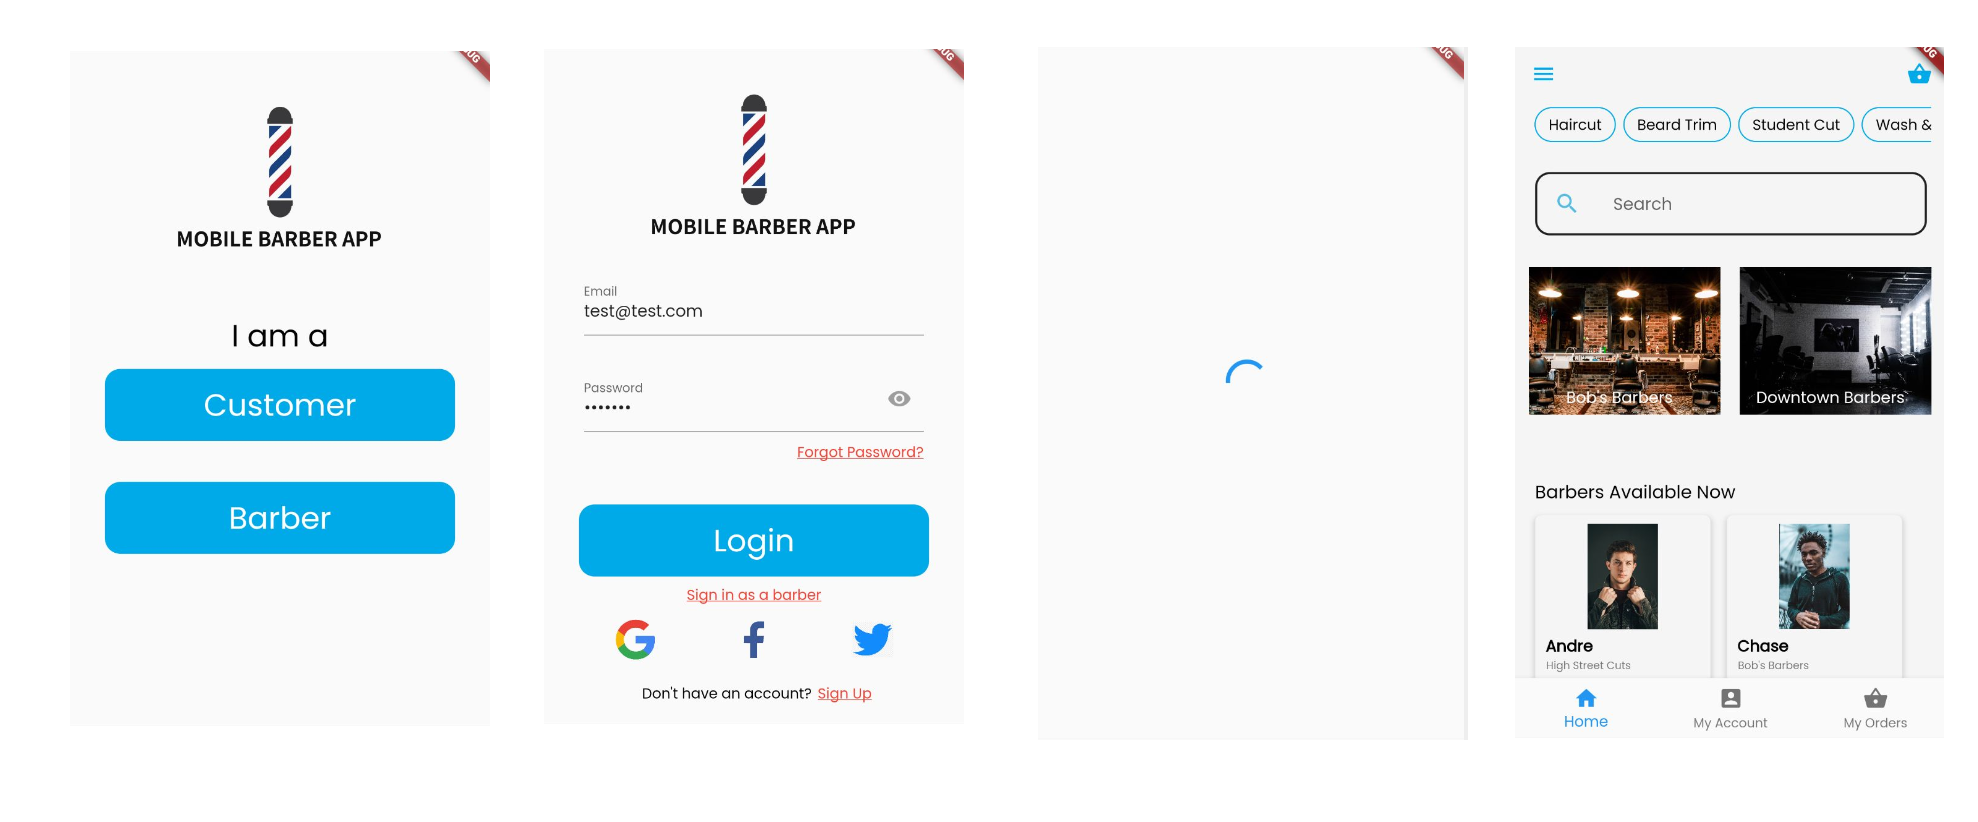 MOBILE BARBER APP
I am a
Customer
Barber
MOBILE BARBER APP
Email
test@test.com
Password
•••••••
Forgot Password?
Login
Sign in as a barber
Don't have an account? Sign Up
Haircut Beard Trim Student Cut Wash &
Search
Bob's Barbers Downtown Barbers
Barbers Available Now
Andre Chase
High Street Cuts Bob's Barbers
Home My Account My Orders